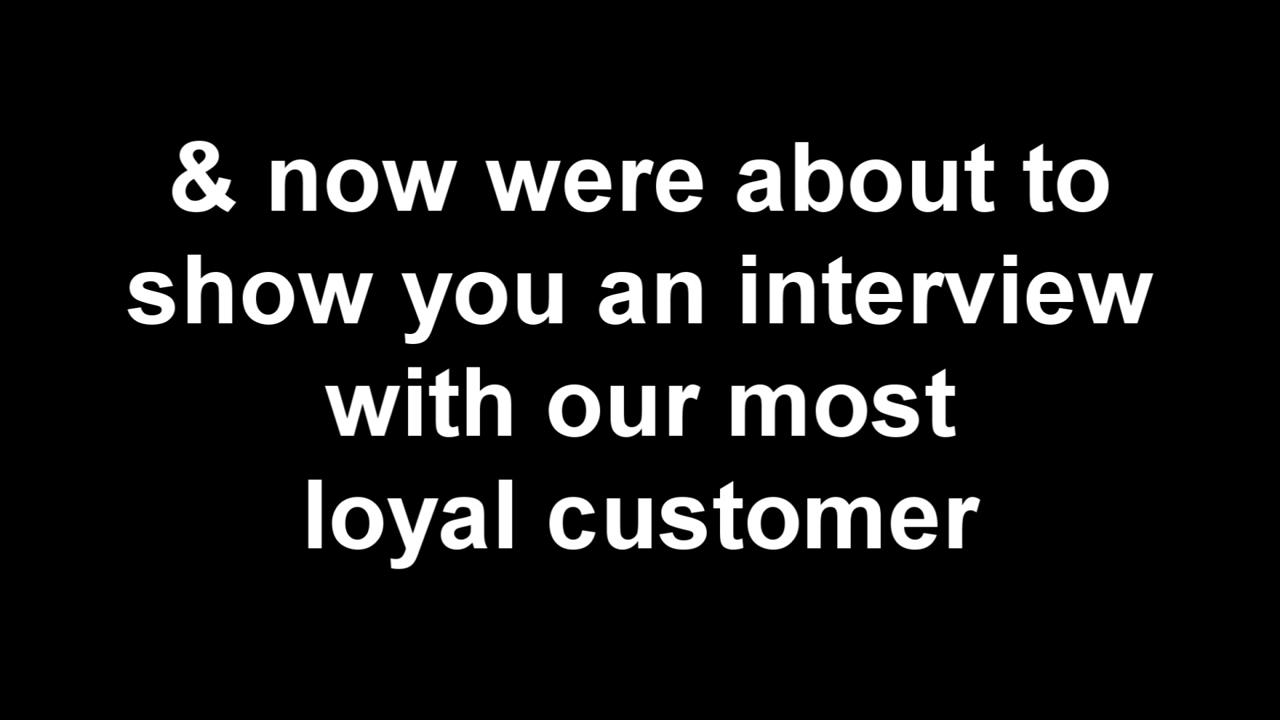 & now were about to
show you an interview
with our most
loyal customer